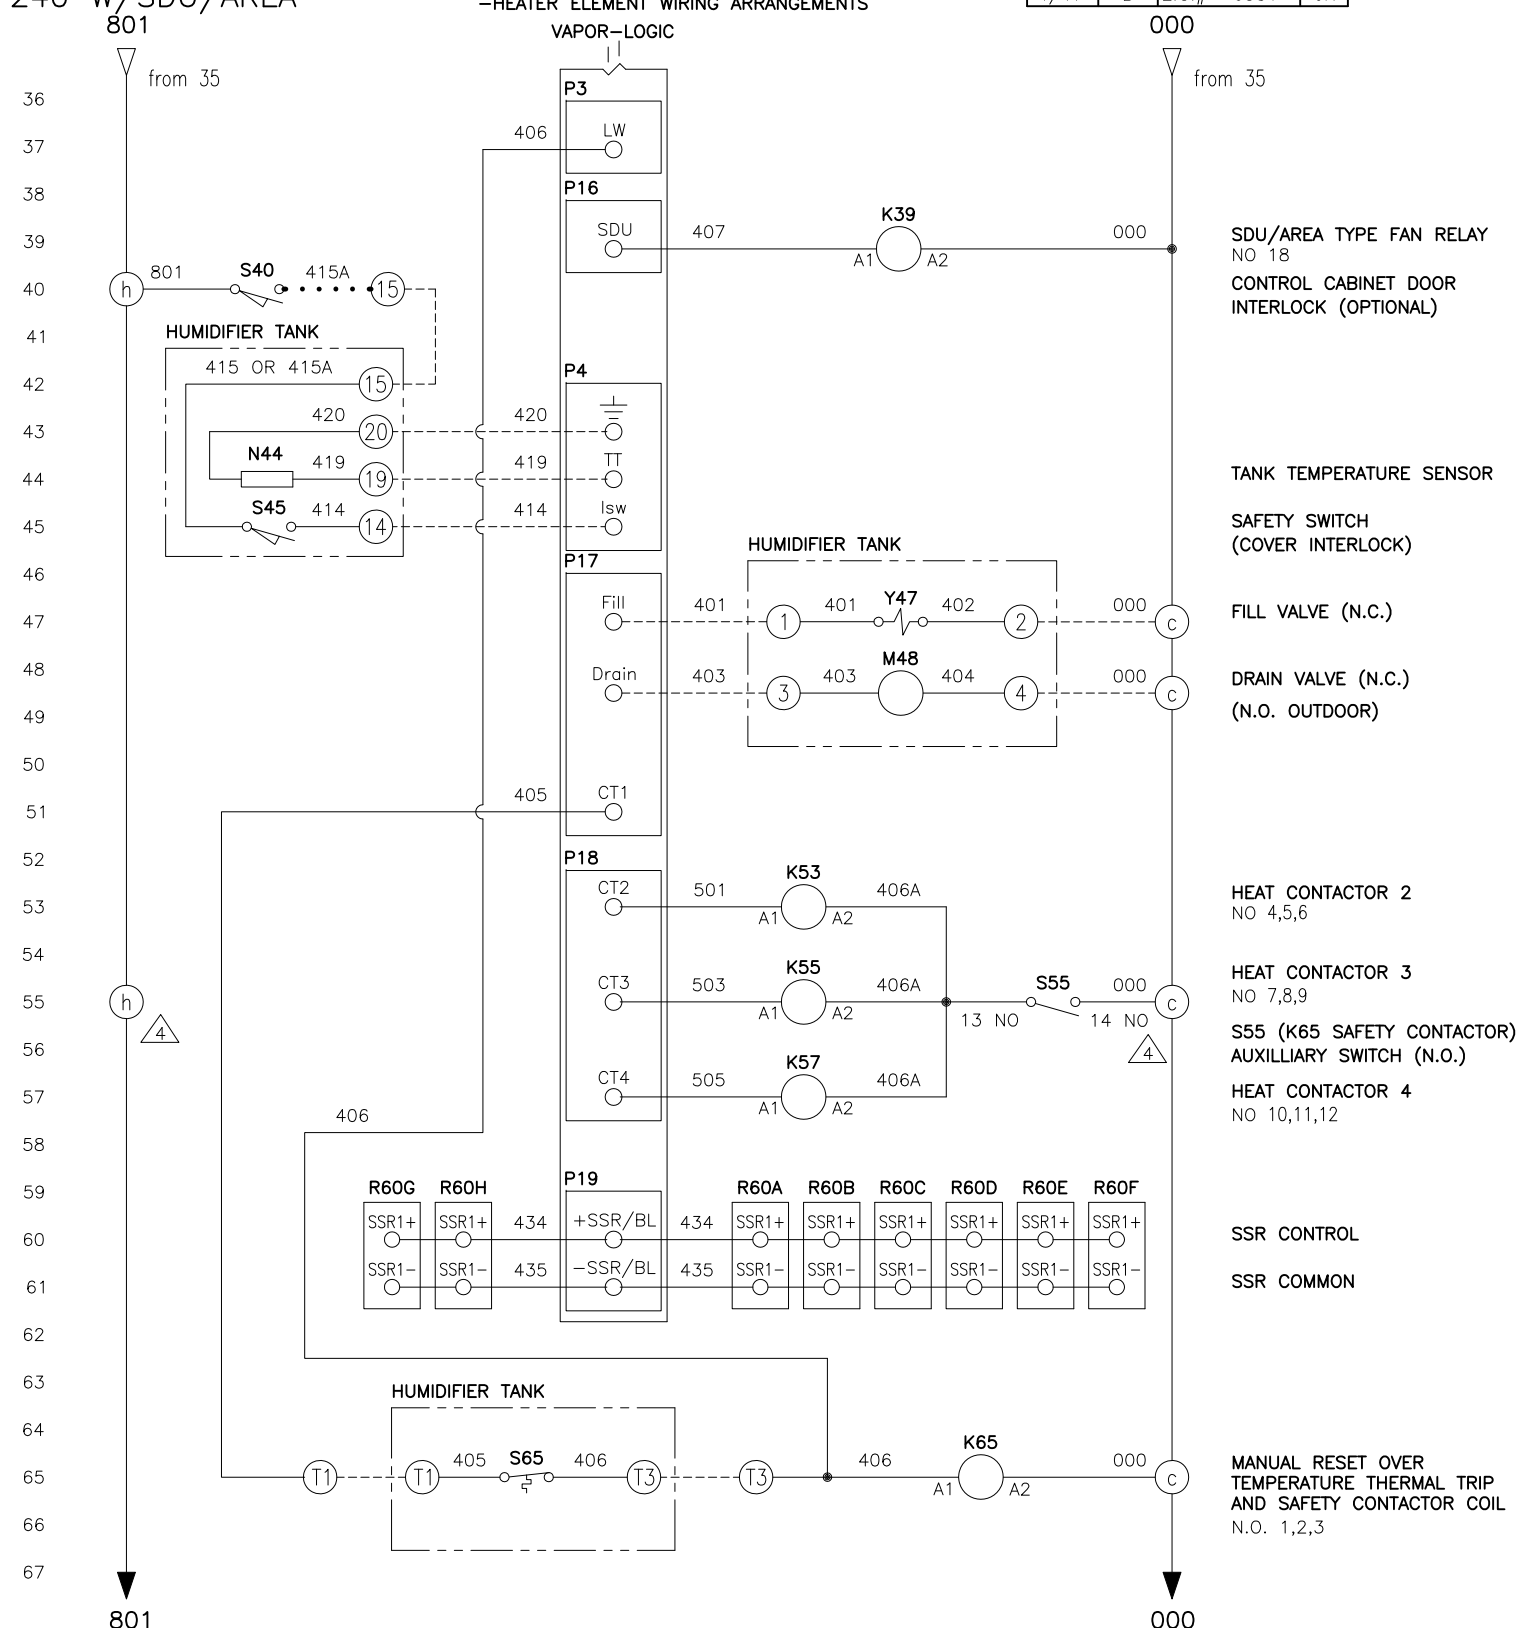 240 W/SDU/AREA
-HEATER ELEMENT WIRING ARRANGEMENTS
801
VAPOR-LOGIC
000
from 35
from 35
36
P3
37
406
LW
38
P16
39
SDU
407
K39
A1
A2
000
SDU/AREA TYPE FAN RELAY
NO 18
40
h
801
S40
415A
15
CONTROL CABINET DOOR
INTERLOCK (OPTIONAL)
41
HUMIDIFIER TANK
42
415 OR 415A
15
P4
43
420
20
420
44
N44
419
19
419
TT
TANK TEMPERATURE SENSOR
45
S45
414
14
414
Isw
SAFETY SWITCH
(COVER INTERLOCK)
46
P17
HUMIDIFIER TANK
47
Fill
401
1
401
Y47
402
2
000
c
FILL VALVE (N.C.)
48
Drain
403
3
403
M48
404
4
000
c
DRAIN VALVE (N.C.)
49
(N.O. OUTDOOR)
50
51
405
CT1
52
P18
53
CT2
501
K53
A1
A2
406A
HEAT CONTACTOR 2
NO 4,5,6
54
55
h
4
CT3
503
K55
A1
A2
406A
13 NO
S55
14 NO
000
c
4
HEAT CONTACTOR 3
NO 7,8,9
56
S55 (K65 SAFETY CONTACTOR)
AUXILLIARY SWITCH (N.O.)
57
CT4
505
K57
A1
A2
406A
HEAT CONTACTOR 4
NO 10,11,12
58
406
59
R60G
R60H
P19
R60A
R60B
R60C
R60D
R60E
R60F
60
SSR1+
SSR1+
434
+SSR/BL
434
SSR1+
SSR1+
SSR1+
SSR1+
SSR1+
SSR1+
SSR CONTROL
61
SSR1-
SSR1-
435
-SSR/BL
435
SSR1-
SSR1-
SSR1-
SSR1-
SSR1-
SSR1-
SSR COMMON
62
63
HUMIDIFIER TANK
64
65
T1
T1
405
S65
406
T3
T3
406
K65
A1
A2
000
c
MANUAL RESET OVER
TEMPERATURE THERMAL TRIP
AND SAFETY CONTACTOR COIL
66
N.O. 1,2,3
67
801
000